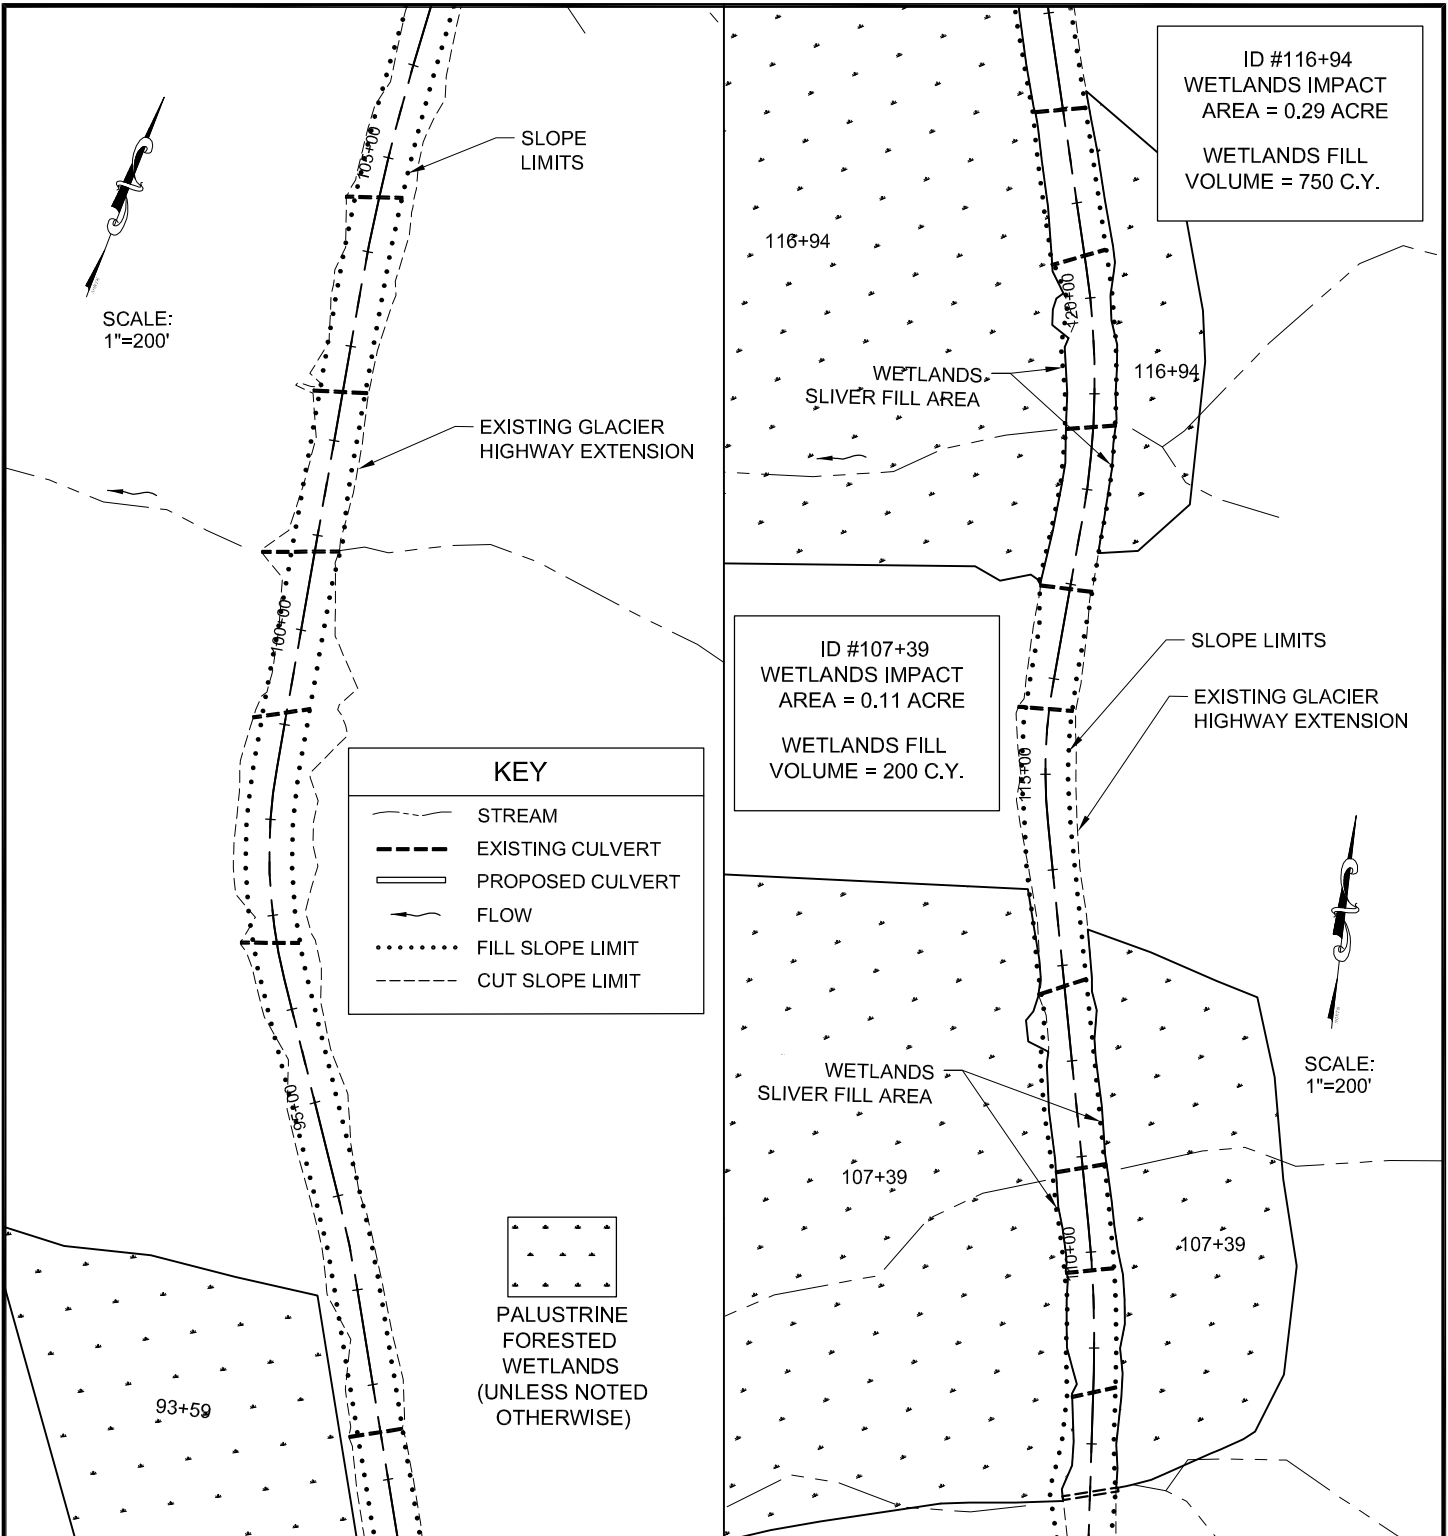 105+00
SLOPE
LIMITS
SCALE:
1"=200'
EXISTING GLACIER
HIGHWAY EXTENSION
100+00
KEY
STREAM
EXISTING CULVERT
PROPOSED CULVERT
FLOW
FILL SLOPE LIMIT
CUT SLOPE LIMIT
95+00
PALUSTRINE
FORESTED
WETLANDS
(UNLESS NOTED
OTHERWISE)
93+59
ID #116+94
WETLANDS IMPACT
AREA = 0.29 ACRE
WETLANDS FILL
VOLUME = 750 C.Y.
116+94
120+00
WETLANDS
SLIVER FILL AREA
116+94
ID #107+39
WETLANDS IMPACT
AREA = 0.11 ACRE
WETLANDS FILL
VOLUME = 200 C.Y.
SLOPE LIMITS
EXISTING GLACIER
HIGHWAY EXTENSION
115+00
SCALE:
1"=200'
WETLANDS
SLIVER FILL AREA
107+39
110+00
107+39